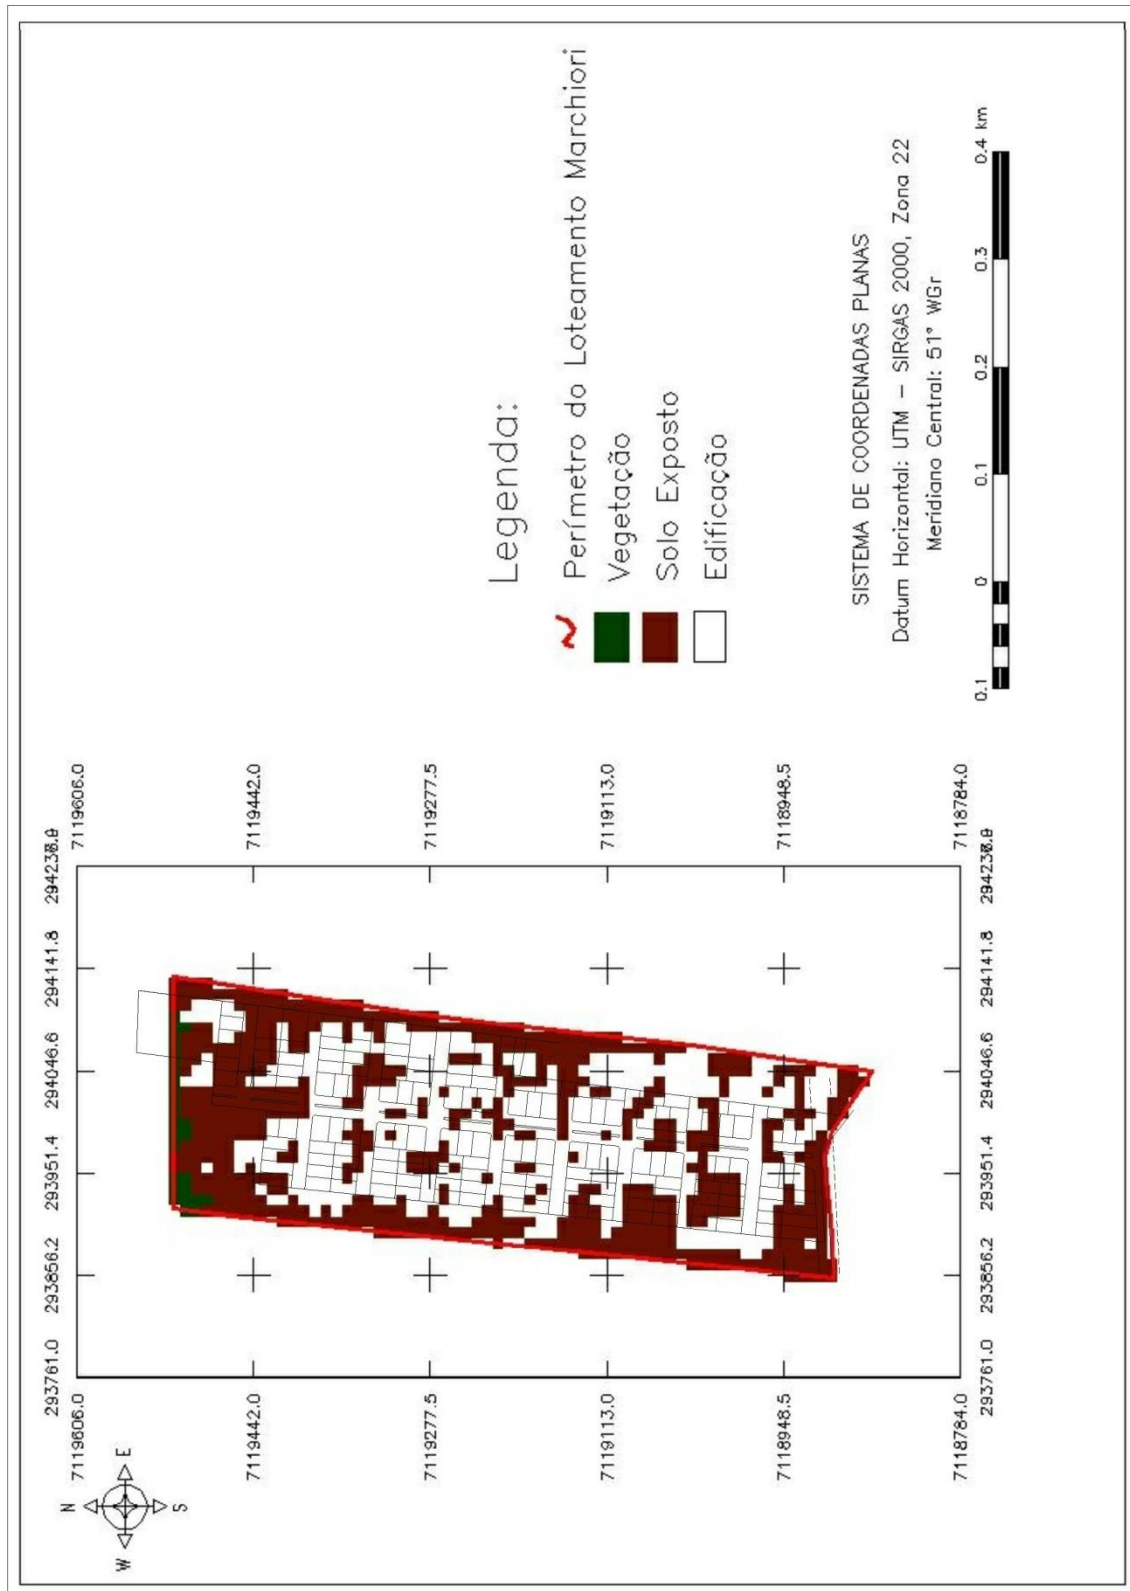 293761.0 293856.2 293951.4 294046.6 294141.8
N
7119606.0 7119606.0
W E
S
7119442.0 7119442.0
7119277.5 7119277.5
7119113.0 7119113.0
7118948.5 7118948.5
7118784.0 7118784.0
293761.0 293856.2 293951.4 294046.6 294141.8
Legenda:
Perímetro do Loteamento Marchiori
Vegetação
Solo Exposto
Edificação
SISTEMA DE COORDENADAS PLANAS
Datum Horizontal: UTM – SIRGAS 2000, Zona 22
Meridiano Central: 51° WGr
0.1 0 0.1 0.2 0.3 0.4 km